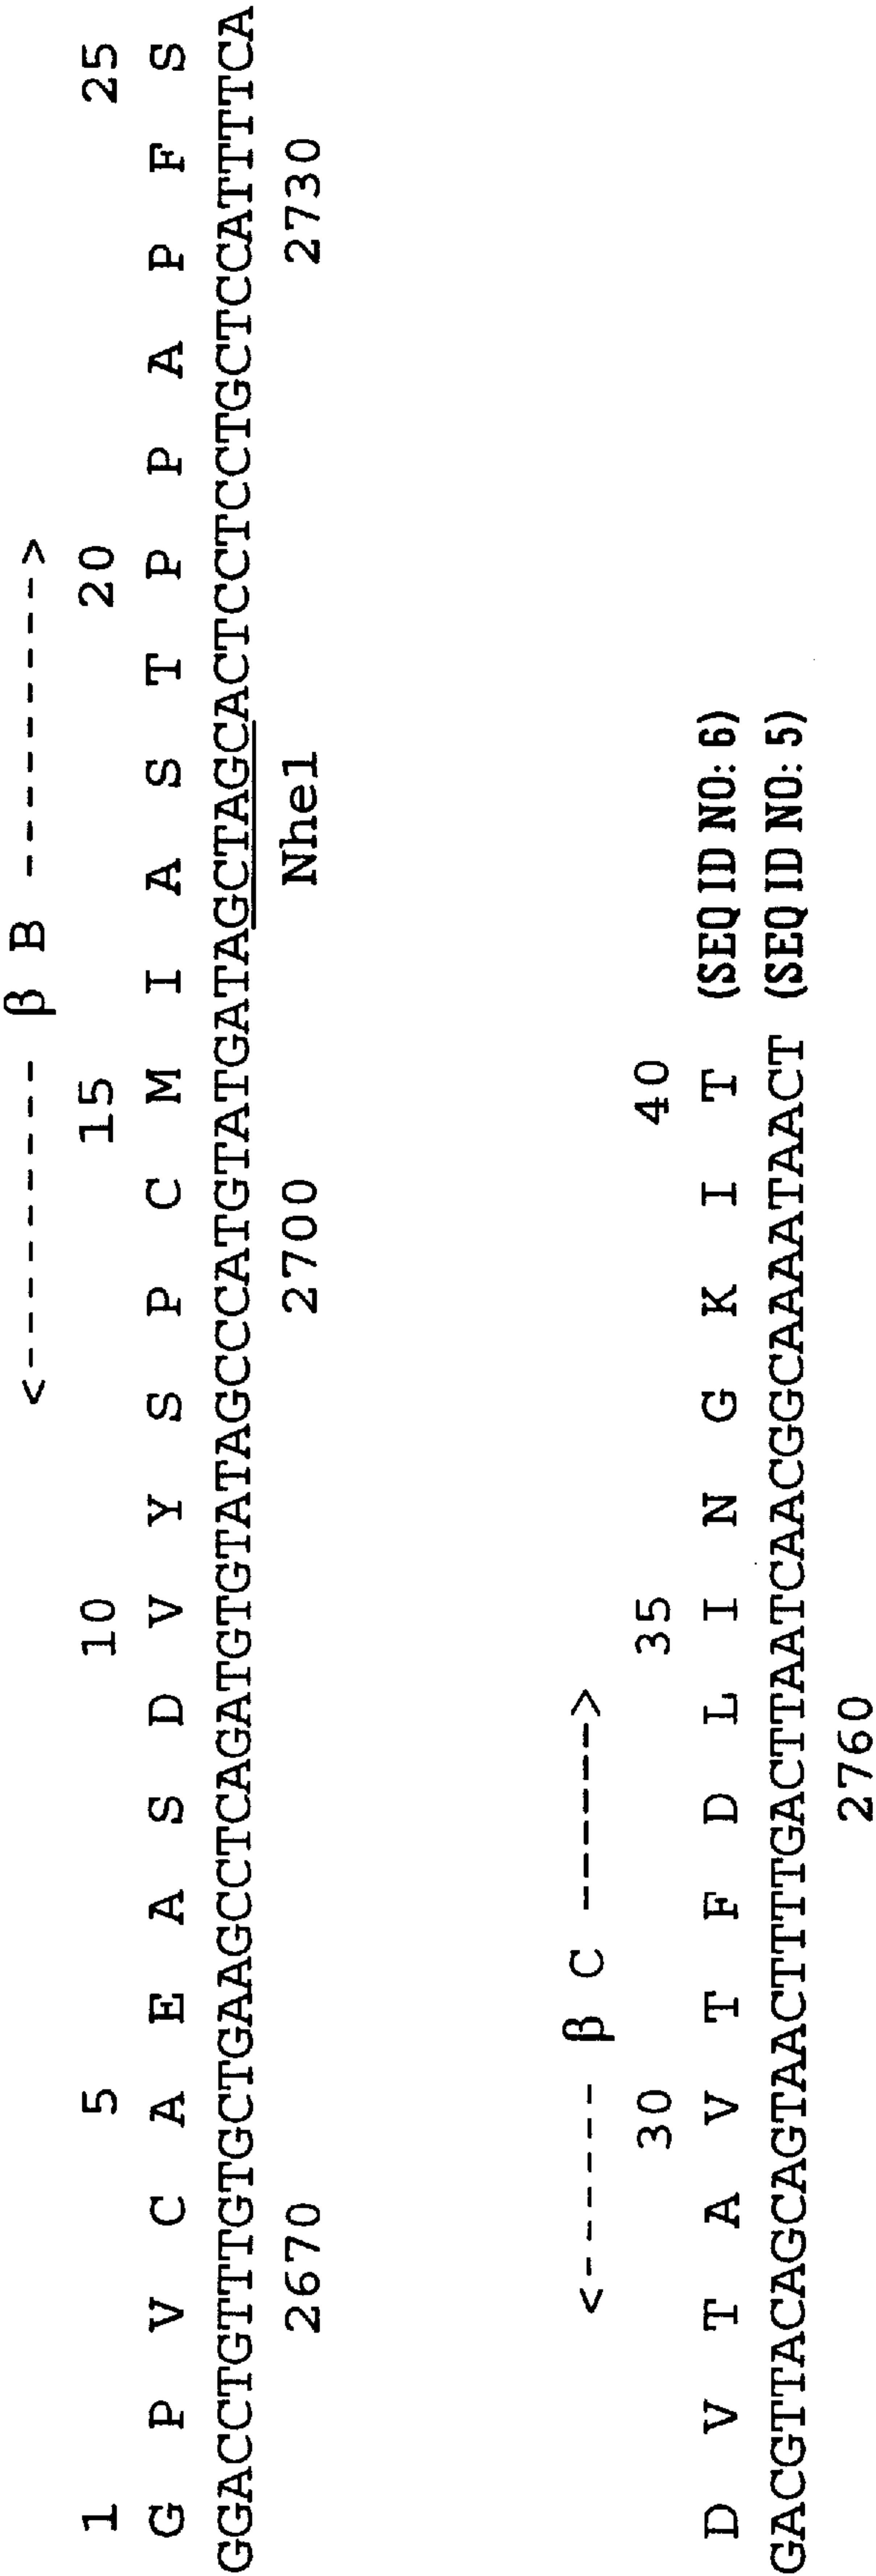 <--------- β B --------->
1 5 10 15 20 25
G P V C A E A S D V Y S P C M I A S T P P A P F S
GGACCTGTTTGTGCTGAAGCCTCAGATGTGTATAGCCCATGTATGATAGCTAGCACTCCTCCTGCTCCATTTTCA
2670 2700 Nhe1 2730
<------ β C ------>
30 35 40
D V T A V T F D L I N G K I T (SEQ ID NO: 6)
GACGTTACAGCAGTAACTTTTGACTTAATCAACGGCAAAATAACT (SEQ ID NO: 5)
2760